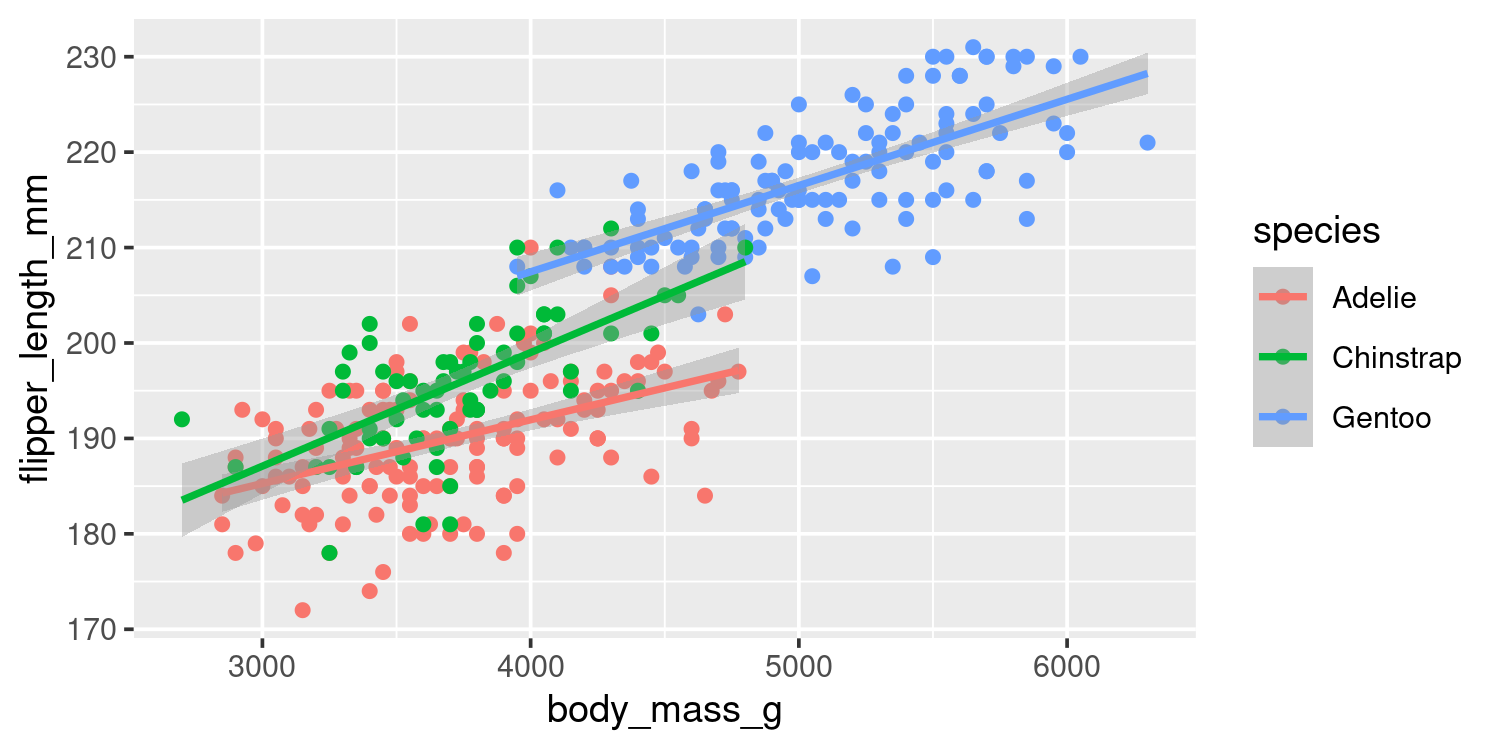 flipper_length_mm
230
220
210
200
190
180
170
3000 4000 5000 6000
body_mass_g
species
Adelie
Chinstrap
Gentoo